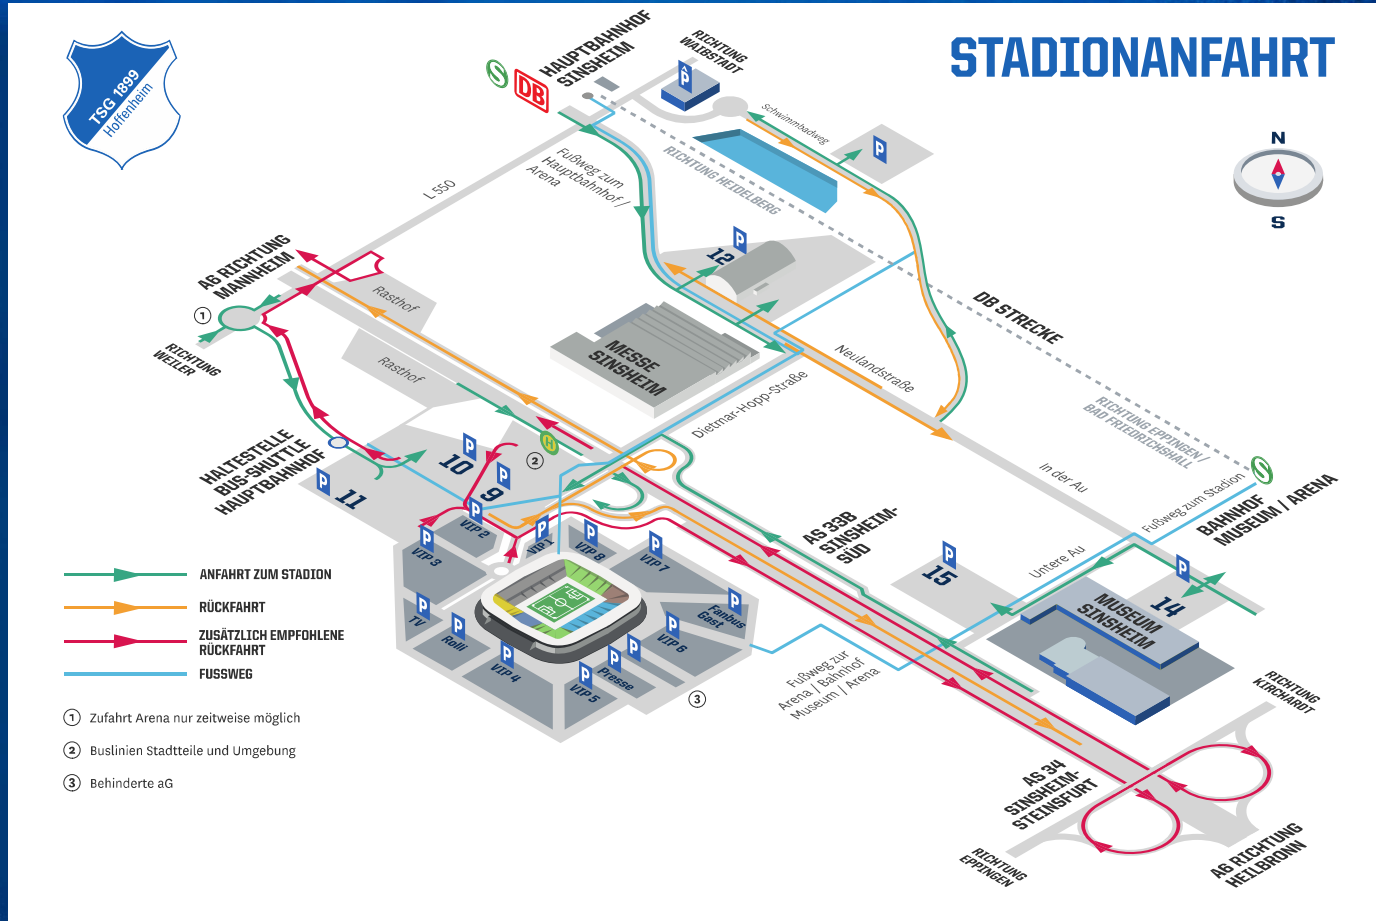 STADIONANFAHRT
TSG 1899
Hoffenheim
S
DB
HAUPTBAHNHOF
SINSHEIM
RICHTUNG
WAIBSTADT
P
Schwimmbadweg
P
N
S
RICHTUNG HEIDELBERG
Fußweg zum
Hauptbahnhof /
Arena
L 550
P
12
A6 RICHTUNG
MANNHEIM
Rasthof
1
RICHTUNG
WEILER
Rasthof
MESSE
SINSHEIM
DB STRECKE
Neulandstraße
Dietmar-Hopp-Straße
RICHTUNG EPPINGEN /
BAD FRIEDRICHSHALL
In der Au
S
Fußweg zum Stadion
BAHNHOF
MUSEUM / ARENA
HALTESTELLE
BUS-SHUTTLE
HAUPTBAHNHOF
P
11
P
10
P
9
H
2
P
VIP 2
P
VIP 3
P
VIP 1
P
VIP 8
P
VIP 7
P
TV
P
Rolli
P
VIP 4
P
VIP 5
P
Presse
P
P
VIP 6
P
Fanbus
Gast
3
AS 33B
SINSHEIM-
SÜD
P
15
Untere Au
P
14
MUSEUM
SINSHEIM
Fußweg zur
Arena / Bahnhof
Museum / Arena
RICHTUNG
KIRCHARDT
AS 34
SINSHEIM-
STEINSFURT
RICHTUNG
EPPINGEN
A6 RICHTUNG
HEILBRONN
ANFAHRT ZUM STADION
RÜCKFAHRT
ZUSÄTZLICH EMPFOHLENE
RÜCKFAHRT
FUSSWEG
1 Zufahrt Arena nur zeitweise möglich
2 Buslinien Stadtteile und Umgebung
3 Behinderte aG